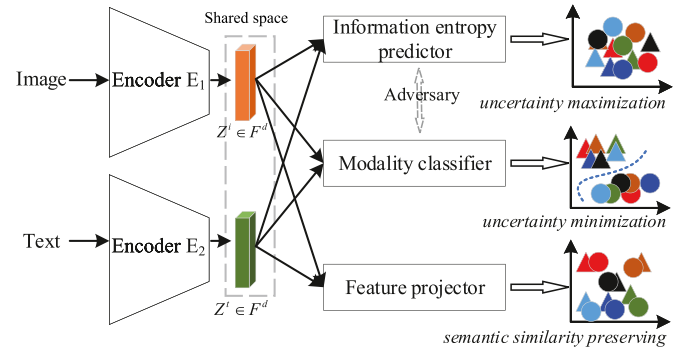 Shared space
Information entropy
predictor
Image
Encoder E₁
Zⁱ ∈ Fᵈ
uncertainty maximization
Adversary
Modality classifier
uncertainty minimization
Text
Encoder E₂
Zᵗ ∈ Fᵈ
Feature projector
semantic similarity preserving